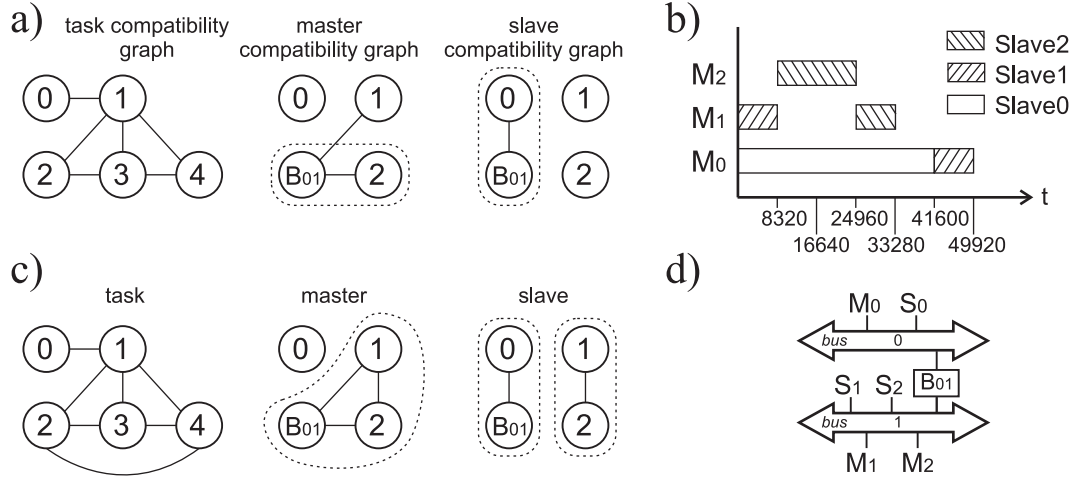 a)
task compatibility
graph
master
compatibility graph
slave
compatibility graph
0 1
2 3 4
0 1
B01 2
0 1
B01 2
b)
Slave2
Slave1
Slave0
M2
M1
M0
t
8320 24960 41600
16640 33280 49920
c)
task
master
slave
0 1
2 3 4
0 1
B01 2
0 1
B01 2
d)
M0 S0
bus 0
B01
S1 S2
bus 1
M1 M2